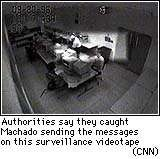 Authorities say they caught
Machado sending the messages
on this surveillance videotape
(CNN)